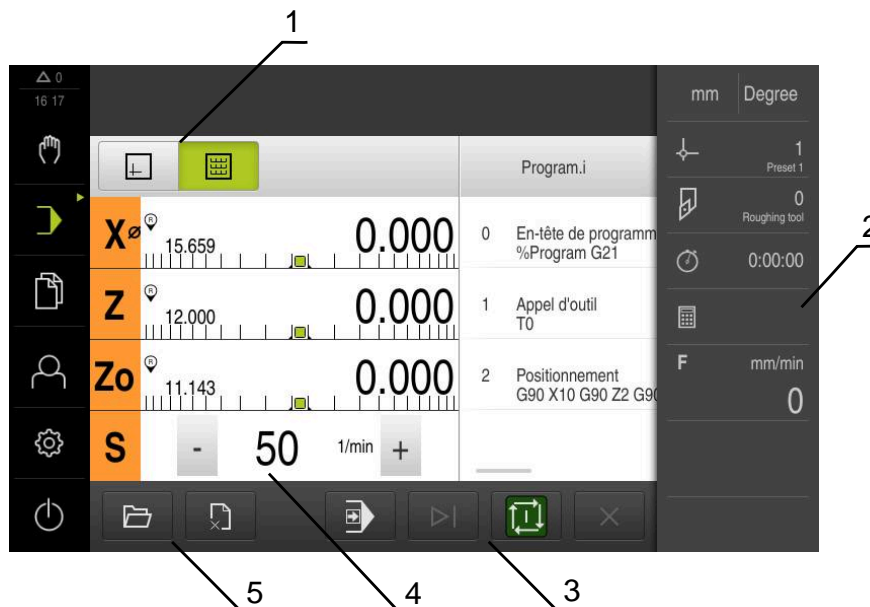 1
△ 0
16 17
mm Degree
1
Preset 1
0
Roughing tool
2
0:00:00
F mm/min
0
Program.i
X⌀ R 15.659 0.000
Z R 12.000 0.000
Zo R 11.143 0.000
S - 50 1/min +
0 En-tête de programm
%Program G21
1 Appel d'outil
T0
2 Positionnement
G90 X10 G90 Z2 G90
5
4
3